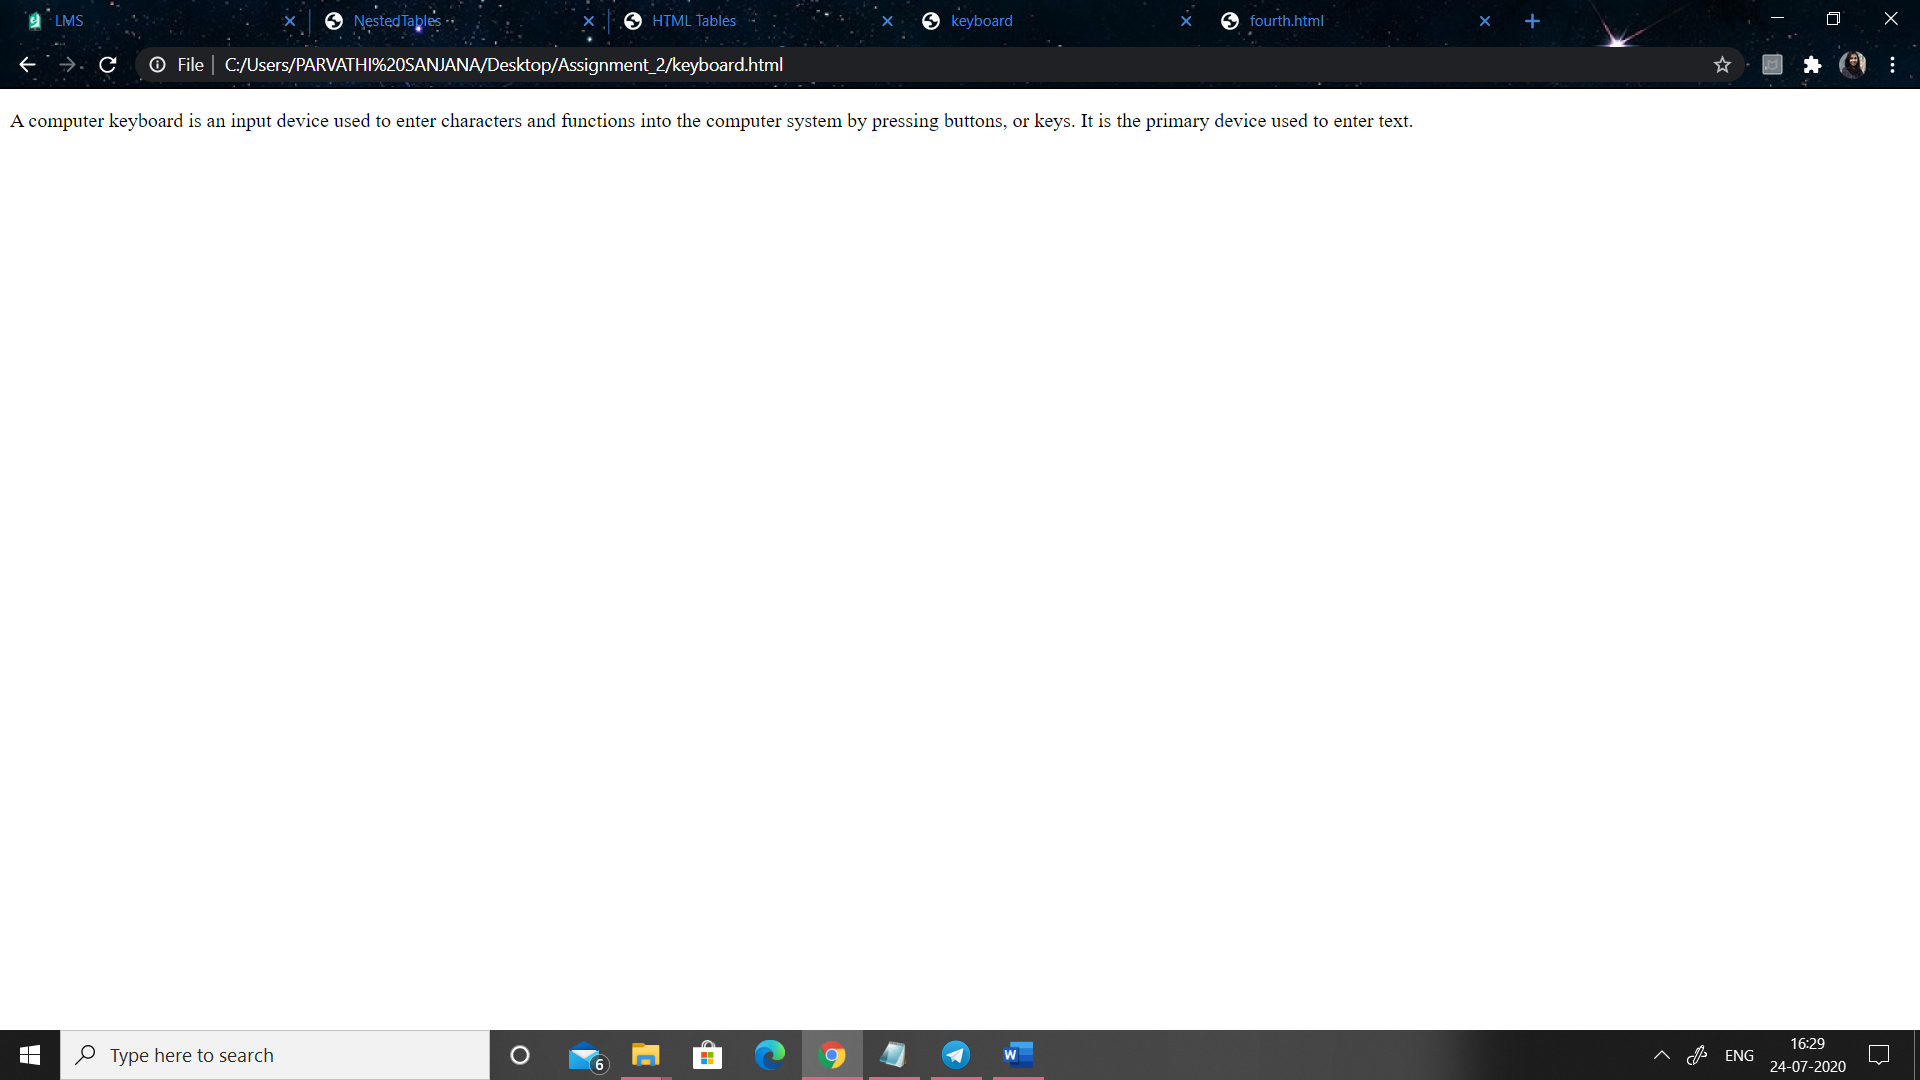 LMS
NestedTables
HTML Tables
keyboard
fourth.html
File
C:/Users/PARVATHI%20SANJANA/Desktop/Assignment_2/keyboard.html
A computer keyboard is an input device used to enter characters and functions into the computer system by pressing buttons, or keys. It is the primary device used to enter text.
Type here to search
6
W
ENG
16:29
24-07-2020